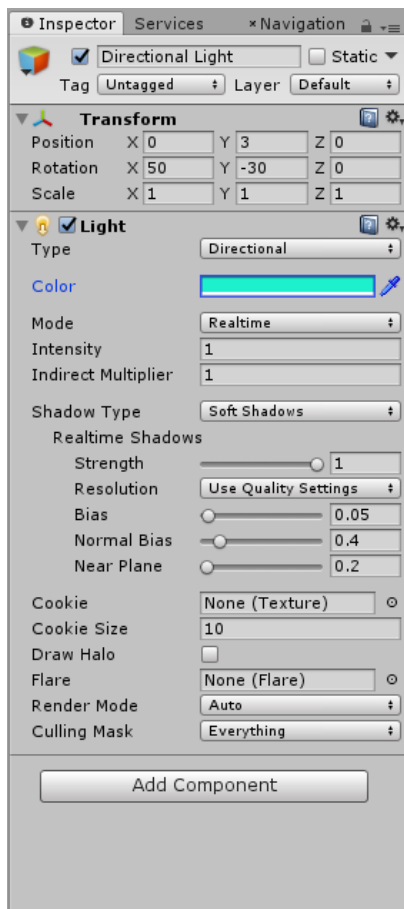 Inspector Services Navigation
Directional Light Static
Tag Untagged Layer Default
Transform
Position X 0 Y 3 Z 0
Rotation X 50 Y -30 Z 0
Scale X 1 Y 1 Z 1
Light
Type Directional
Color
Mode Realtime
Intensity 1
Indirect Multiplier 1
Shadow Type Soft Shadows
Realtime Shadows
Strength 1
Resolution Use Quality Settings
Bias 0.05
Normal Bias 0.4
Near Plane 0.2
Cookie None (Texture)
Cookie Size 10
Draw Halo
Flare None (Flare)
Render Mode Auto
Culling Mask Everything
Add Component